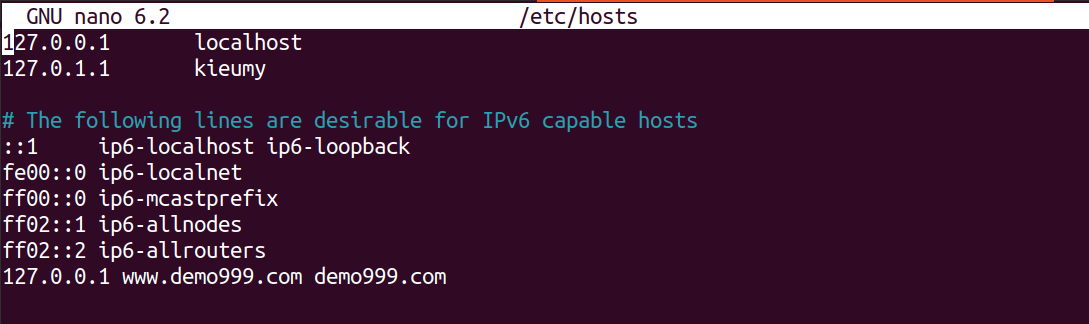 GNU nano 6.2 /etc/hosts
127.0.0.1 localhost
127.0.1.1 kieumy
# The following lines are desirable for IPv6 capable hosts
::1 ip6-localhost ip6-loopback
fe00::0 ip6-localnet
ff00::0 ip6-mcastprefix
ff02::1 ip6-allnodes
ff02::2 ip6-allrouters
127.0.0.1 www.demo999.com demo999.com